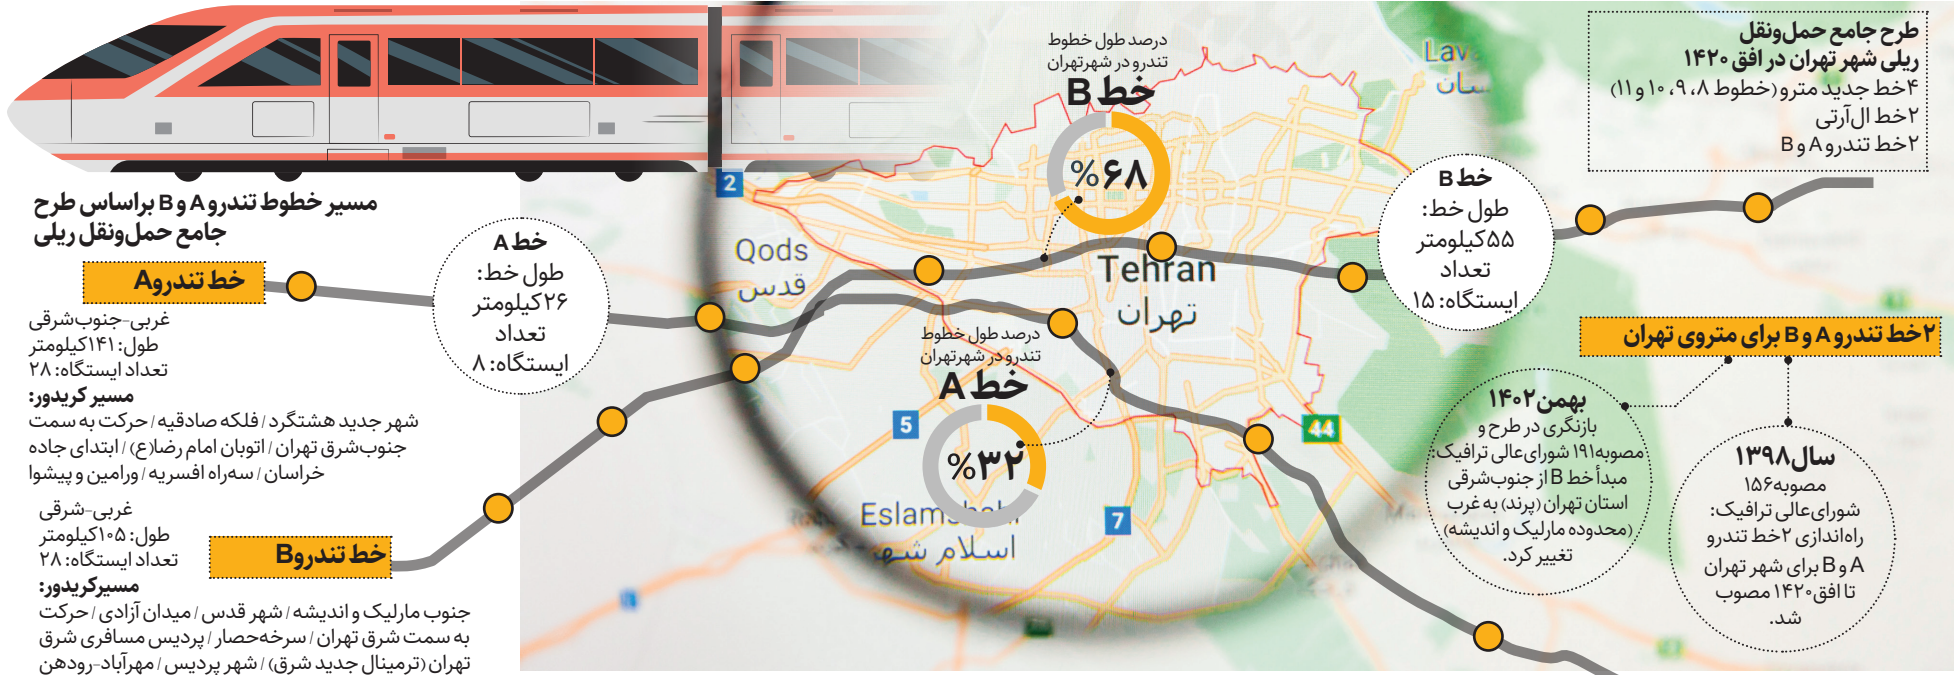 طرح جامع حمل‌ونقل
ریلی شهر تهران در افق ۱۴۲۰
۴خط جدید مترو (خطوط ۸، ۹، ۱۰ و ۱۱)
۲خط ال‌آرتی
۲خط تندرو A و B
درصد طول خطوط
تندرو در شهر تهران
خط B
%۶۸
خط B
طول خط:
۵۵کیلومتر
تعداد
ایستگاه: ۱۵
۲خط تندرو A و B برای متروی تهران
بهمن ۱۴۰۲
بازنگری در طرح و
مصوبه۱۹۱ شورای‌عالی ترافیک:
مبدأ خط B از جنوب‌شرقی
استان تهران (پرند) به غرب
(محدوده مارلیک و اندیشه)
تغییر کرد.
سال ۱۳۹۸
مصوبه۱۵۶
شورای‌عالی ترافیک:
راه‌اندازی ۲خط تندرو
A و B برای شهر تهران
تا افق۱۴۲۰ مصوب
شد.
درصد طول خطوط
تندرو در شهر تهران
خط A
%۳۲
مسیر خطوط تندرو A و B براساس طرح
جامع حمل‌ونقل ریلی
خط A
طول خط:
۲۶کیلومتر
تعداد
ایستگاه: ۸
خط تندروA
غربی-جنوب‌شرقی
طول: ۱۴۱کیلومتر
تعداد ایستگاه: ۲۸
مسیر کریدور:
شهر جدید هشتگرد / فلکه صادقیه / حرکت به سمت
جنوب‌شرق تهران / اتوبان امام رضا(ع) / ابتدای جاده
خراسان / سه‌راه افسریه / ورامین و پیشوا
خط تندروB
غربی-شرقی
طول: ۱۰۵کیلومتر
تعداد ایستگاه: ۲۸
مسیر کریدور:
جنوب مارلیک و اندیشه / شهر قدس / میدان آزادی / حرکت
به سمت شرق تهران / سرخه‌حصار / پردیس مسافری شرق
تهران (ترمینال جدید شرق) / شهر پردیس / مهرآباد-رودهن
2
Qods
قدس
Tehran
تهران
5
44
7
اسلام شهر